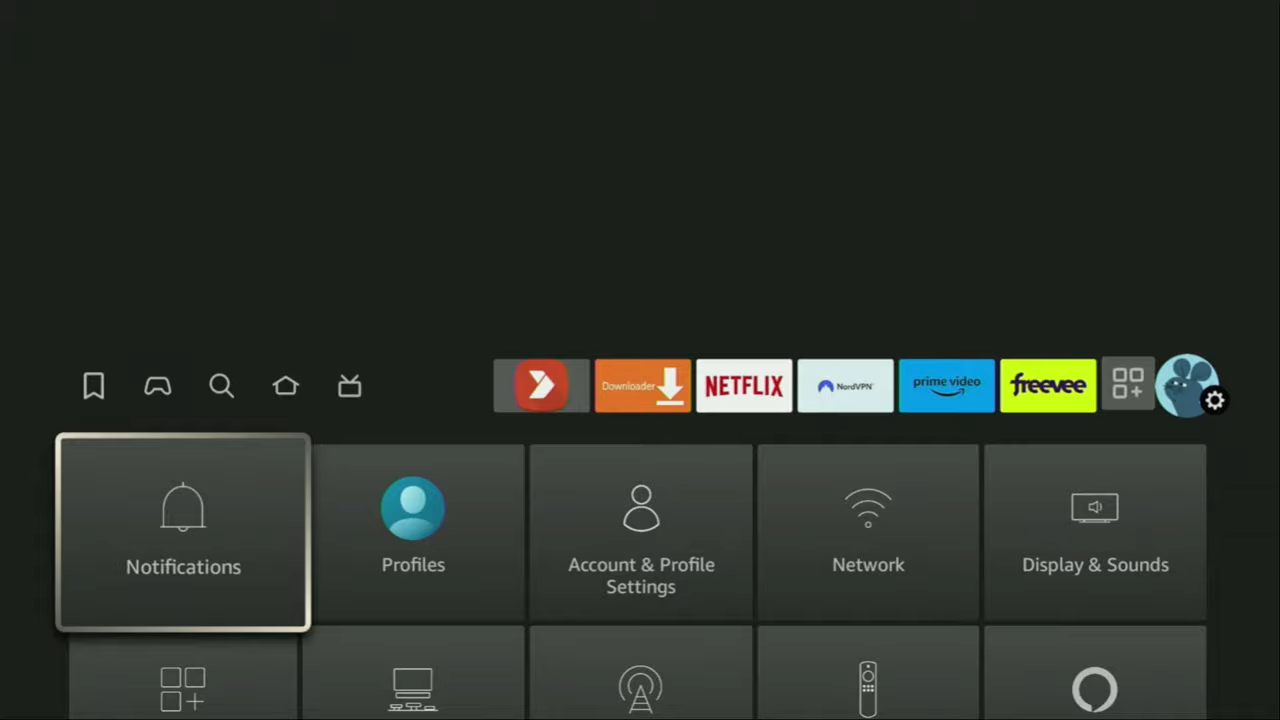 Downloader
NETFLIX
NordVPN
prime video
freevee
Notifications
Profiles
Account & Profile
Settings
Network
Display & Sounds